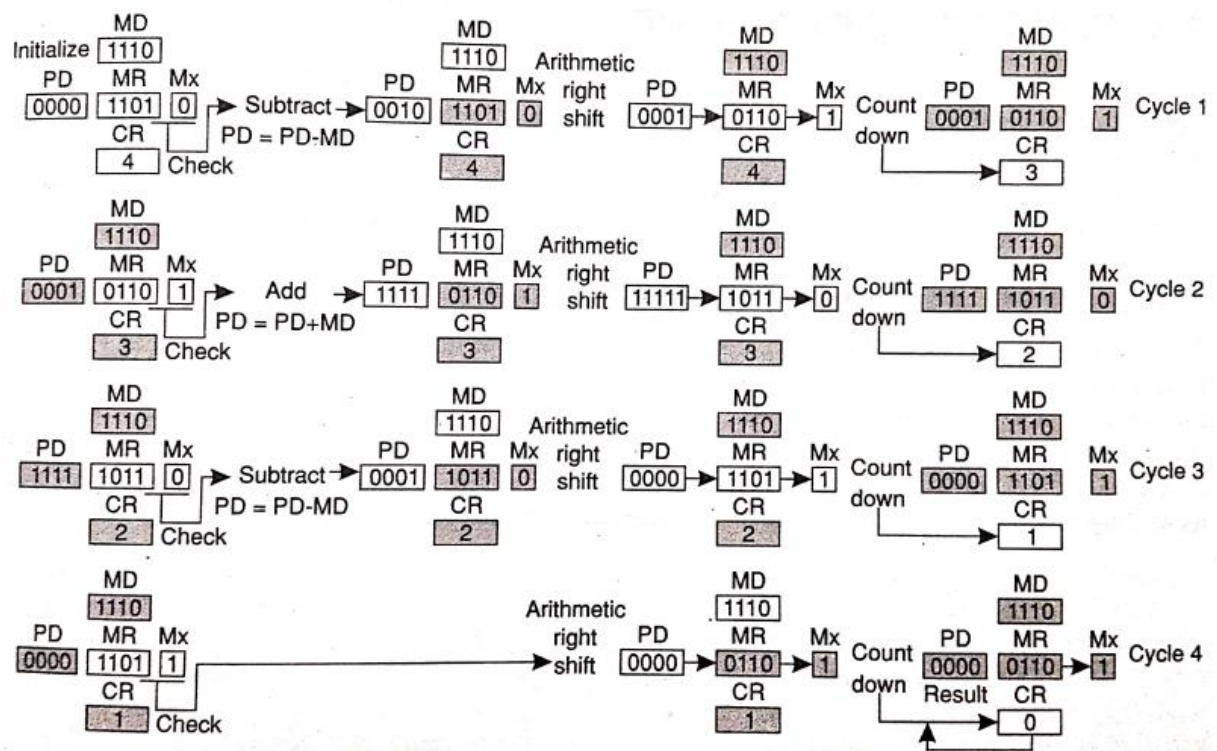 MD MD MD MD
Initialize 1110 1110 Arithmetic 1110 1110
PD MR Mx PD MR Mx right PD MR Mx PD MR Mx
0000 1101 0 Subtract 0010 1101 0 shift 0001 0110 1 Count 0001 0110 1 Cycle 1
CR PD = PD-MD CR CR down CR
4 Check 4 4 3
MD MD MD MD
1110 1110 Arithmetic 1110 1110
PD MR Mx PD MR Mx right PD MR Mx PD MR Mx
0001 0110 1 Add 1111 0110 1 shift 11111 1011 0 Count 1111 1011 0 Cycle 2
CR PD = PD+MD CR CR down CR
3 Check 3 3 2
MD MD MD MD
1110 1110 Arithmetic 1110 1110
PD MR Mx PD MR Mx right PD MR Mx PD MR Mx
1111 1011 0 Subtract 0001 1011 0 shift 0000 1101 1 Count 0000 1101 1 Cycle 3
CR PD = PD-MD CR CR down CR
2 Check 2 2 1
MD MD MD
1110 Arithmetic 1110 1110
PD MR Mx right PD MR Mx PD MR Mx
0000 1101 1 shift 0000 0110 1 Count 0000 0110 1 Cycle 4
CR CR down Result CR
1 Check 1 0